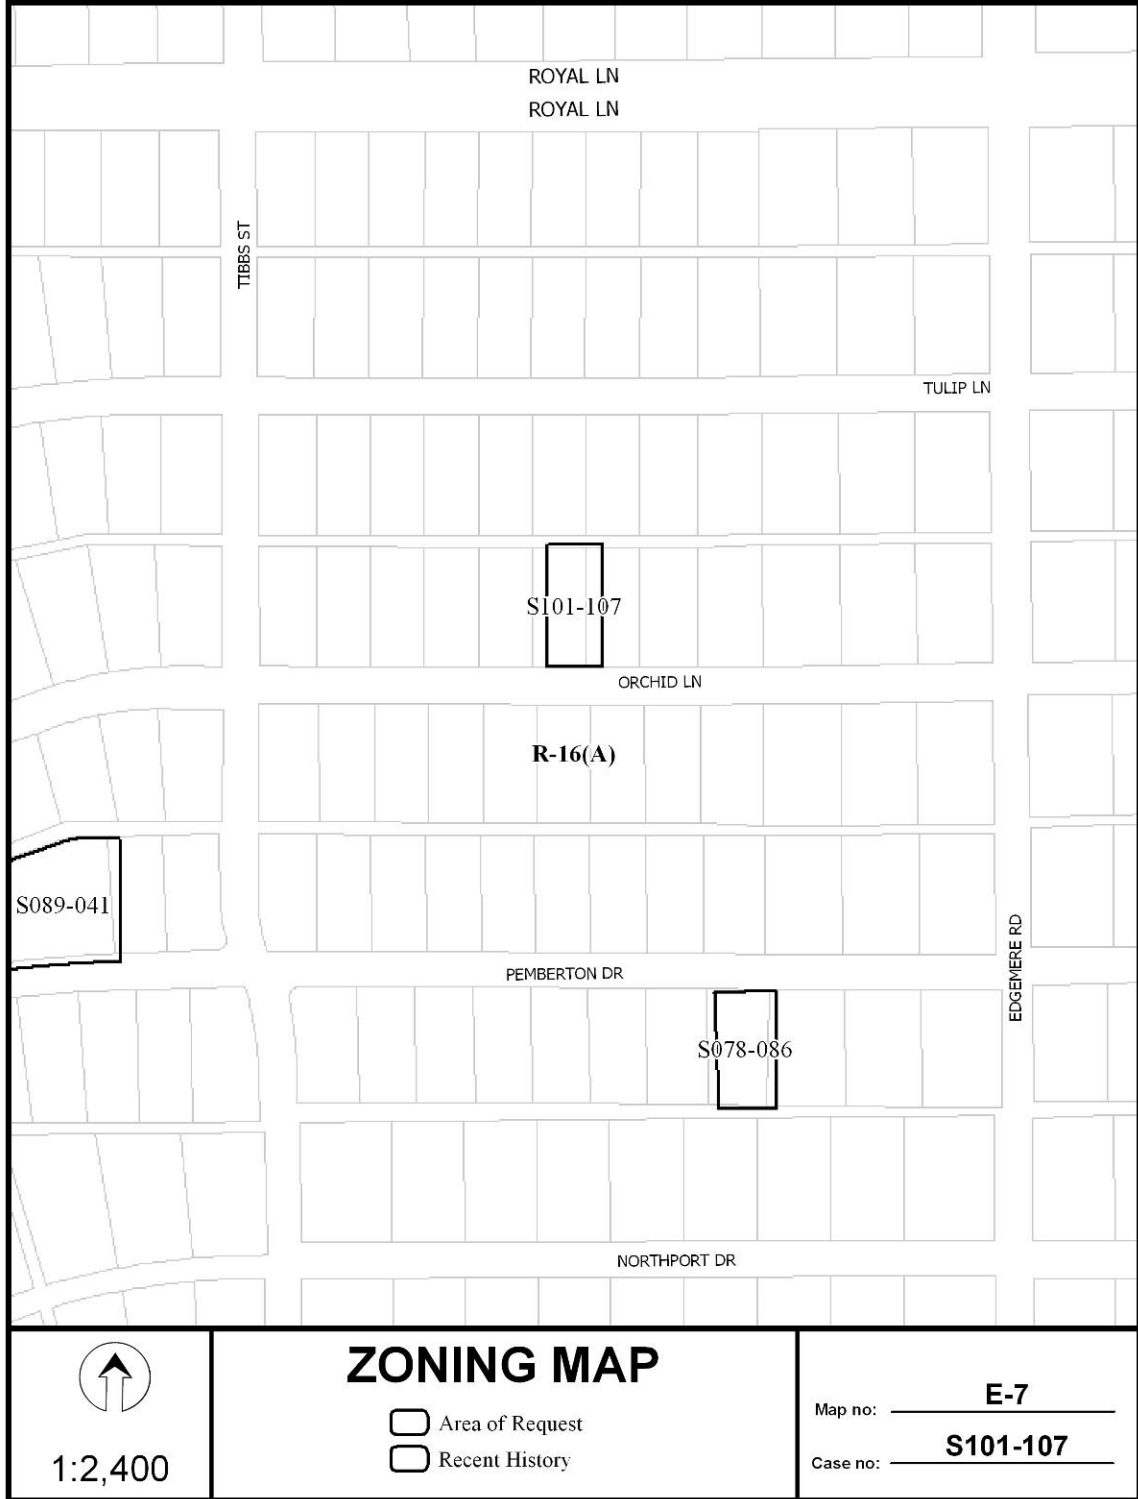 ROYAL LN
ROYAL LN
TIBBS ST
TULIP LN
S101-107
ORCHID LN
R-16(A)
S089-041
EDGEMERE RD
PEMBERTON DR
S078-086
NORTHPORT DR
1:2,400
ZONING MAP
Area of Request
Recent History
Map no: E-7
Case no: S101-107